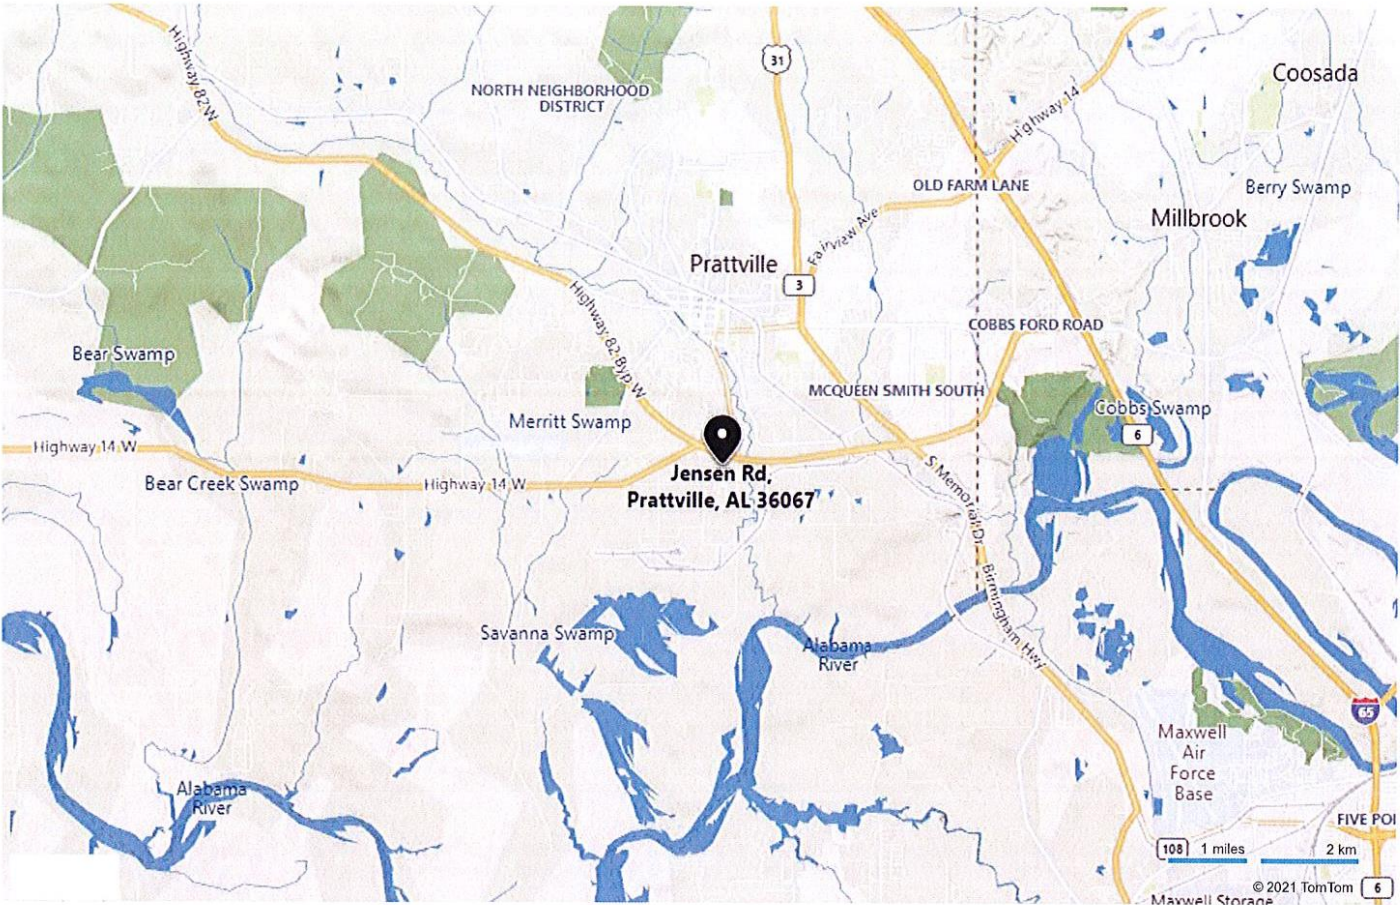 Highway 82 W
31
Coosada
NORTH NEIGHBORHOOD
DISTRICT
Highway 14
OLD FARM LANE
Berry Swamp
Millbrook
Fairview Ave
Prattville
3
Highway 82 Byp W
COBBS FORD ROAD
Bear Swamp
MCQUEEN SMITH SOUTH
Cobbs Swamp
Merritt Swamp
6
Highway 14 W
Jensen Rd,
Prattville, AL 36067
Bear Creek Swamp
Highway 14 W
S Memorial Dr
Birmingham Hwy
Savanna Swamp
Alabama
River
65
Maxwell
Air
Force
Base
Alabama
River
FIVE POI
108
1 miles
2 km
© 2021 TomTom
6
Maxwell Storage